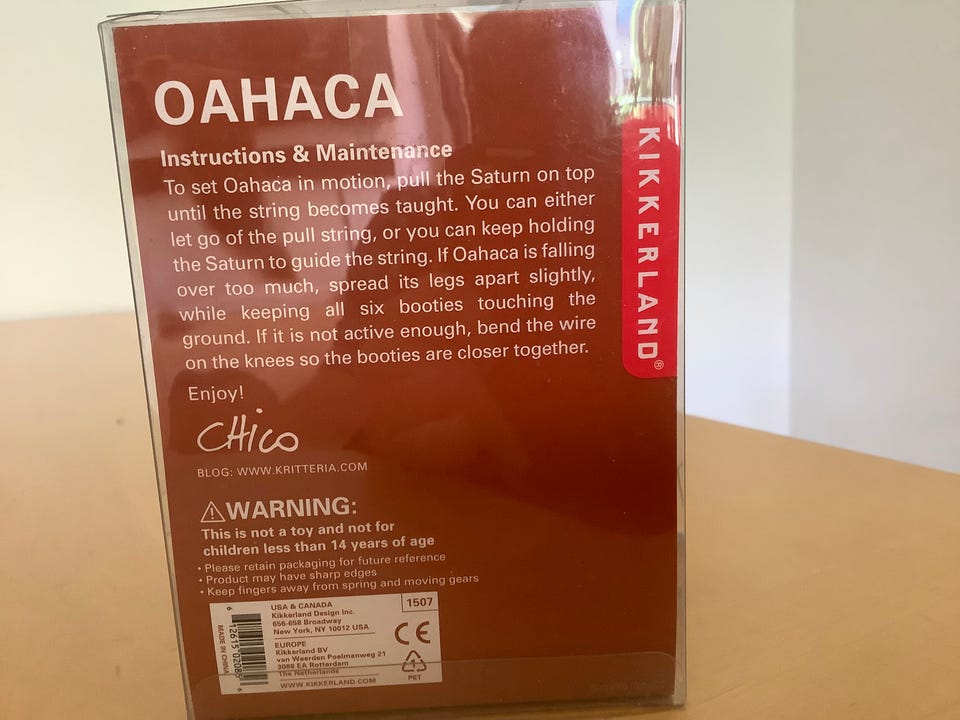 OAHACA
Instructions & Maintenance
To set Oahaca in motion, pull the Saturn on top
until the string becomes taught. You can either
let go of the pull string, or you can keep holding
the Saturn to guide the string. If Oahaca is falling
over too much, spread its legs apart slightly,
while keeping all six booties touching the
ground. If it is not active enough, bend the wire
on the knees so the booties are closer together.
Enjoy!
CHico
BLOG: WWW.KRITTERIA.COM
WARNING:
This is not a toy and not for
children less than 14 years of age
• Please retain packaging for future reference
• Product may have sharp edges
• Keep fingers away from spring and moving gears
USA & CANADA
Kikkerland Design Inc.
656-658 Broadway
New York, NY 10012 USA
EUROPE
Kikkerland BV
van Weerden Poelmanweg 21
3088 EA Rotterdam
The Netherlands
WWW.KIKKERLAND.COM
1507
CE
1
PET
MADE IN CHINA
KIKKERLAND®